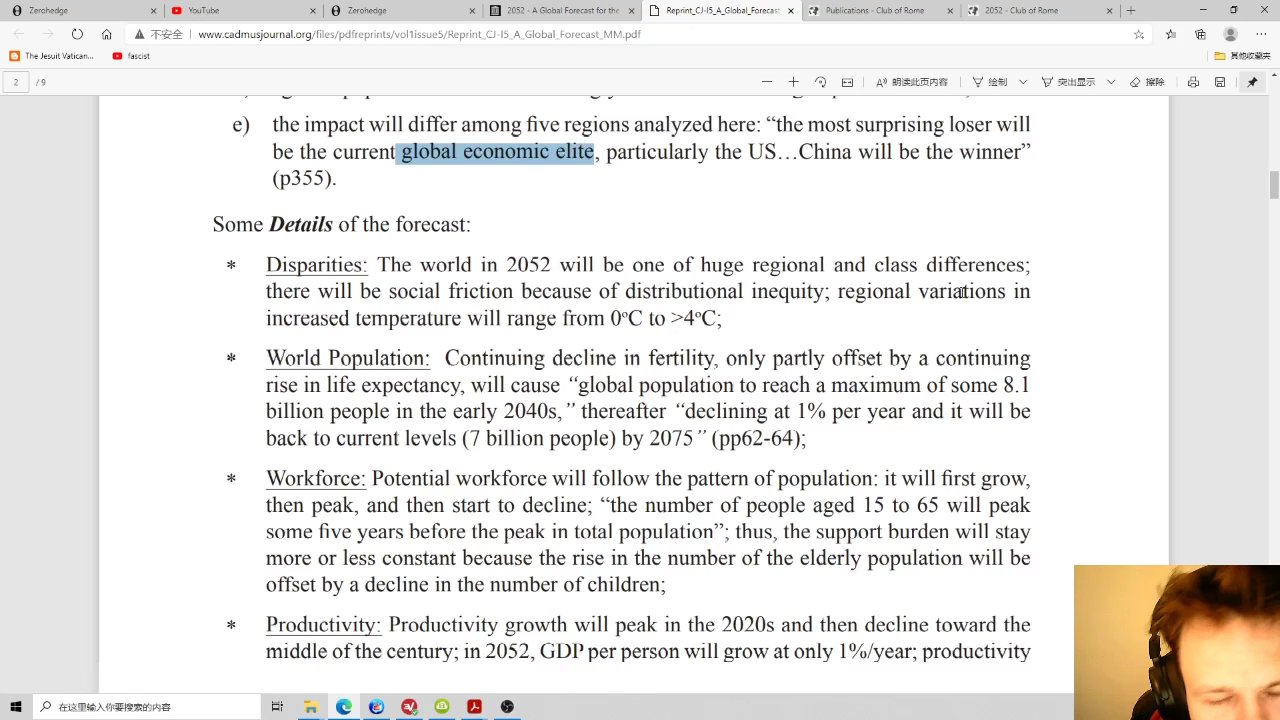 Zerohedge
YouTube
Zerohedge
2052 - A Global Forecast for the
Reprint_CJ-I5_A_Global_Forecast
Publications - Club of Rome
2052 - Club of Rome
不安全
www.cadmusjournal.org/files/pdfreprints/vol1issue5/Reprint_CJ-I5_A_Global_Forecast_MM.pdf
The Jesuit Vatican...
fascist
其他收藏夹
2 / 9
朗读此页内容
绘制
突出显示
擦除
e) the impact will differ among five regions analyzed here: “the most surprising loser will
be the current global economic elite, particularly the US…China will be the winner”
(p355).
Some Details of the forecast:
* Disparities: The world in 2052 will be one of huge regional and class differences;
there will be social friction because of distributional inequity; regional variations in
increased temperature will range from 0°C to >4°C;
* World Population: Continuing decline in fertility, only partly offset by a continuing
rise in life expectancy, will cause “global population to reach a maximum of some 8.1
billion people in the early 2040s,” thereafter “declining at 1% per year and it will be
back to current levels (7 billion people) by 2075” (pp62-64);
* Workforce: Potential workforce will follow the pattern of population: it will first grow,
then peak, and then start to decline; “the number of people aged 15 to 65 will peak
some five years before the peak in total population”; thus, the support burden will stay
more or less constant because the rise in the number of the elderly population will be
offset by a decline in the number of children;
* Productivity: Productivity growth will peak in the 2020s and then decline toward the
middle of the century; in 2052, GDP per person will grow at only 1%/year; productivity
在这里输入你要搜索的内容